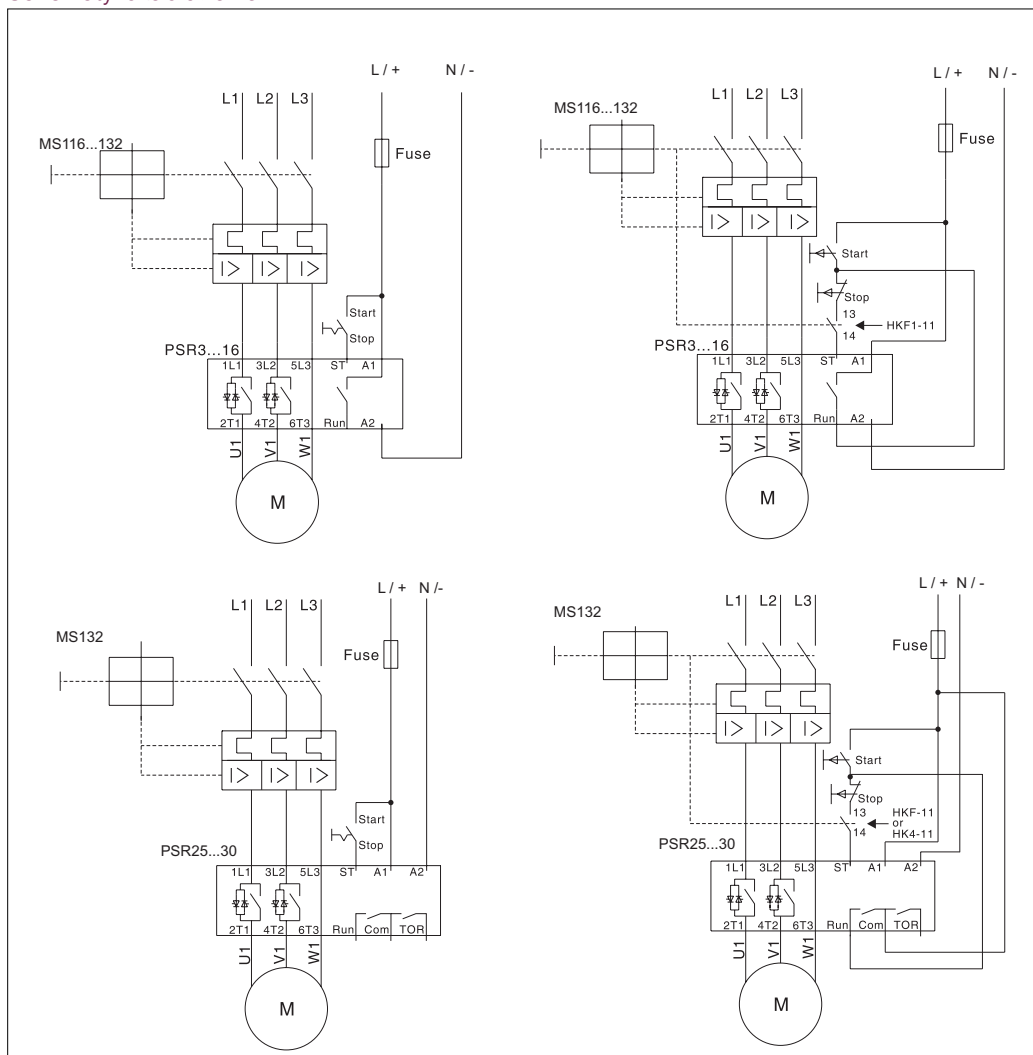 L / + N / -
L1 L2 L3
MS116...132
Fuse
I> I> I>
Start
Stop
PSR3...16
1L1 3L2 5L3 ST A1
2T1 4T2 6T3 Run A2
U1 V1 W1
M
L / + N / -
L1 L2 L3
MS116...132
Fuse
I> I> I>
Start
Stop
13
HKF1-11
14
PSR3...16
1L1 3L2 5L3 ST A1
2T1 4T2 6T3 Run A2
U1 V1 W1
M
L / + N /-
L1 L2 L3
MS132
Fuse
I> I> I>
Start
Stop
PSR25...30
1L1 3L2 5L3 ST A1 A2
2T1 4T2 6T3 Run Com TOR
U1 V1 W1
M
L / + N / -
L1 L2 L3
MS132
Fuse
I> I> I>
Start
Stop
13
HKF-11
or
14
HK4-11
PSR25...30
1L1 3L2 5L3 ST A1 A2
2T1 4T2 6T3 Run Com TOR
U1 V1 W1
M